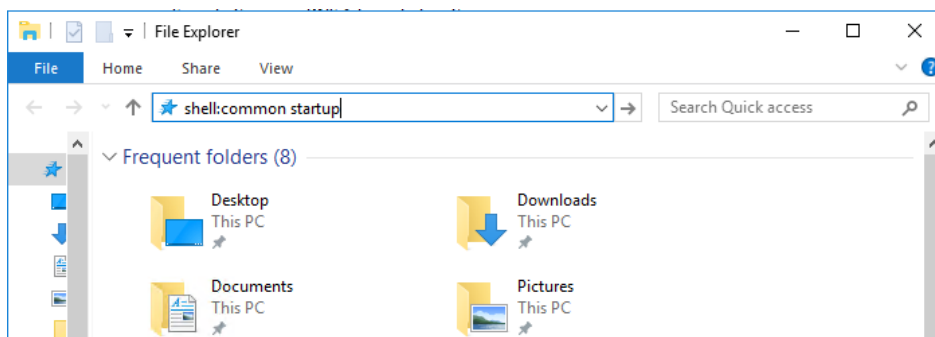 File Explorer
File Home Share View
shell:common startup Search Quick access
Frequent folders (8)
Desktop
This PC
Downloads
This PC
Documents
This PC
Pictures
This PC